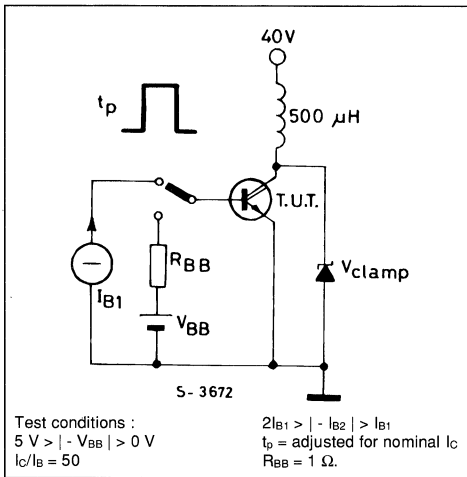 40V
tp
500 µH
T.U.T.
RBB
IB1
Vclamp
VBB
S-3672
Test conditions :
5 V > | - VBB | > 0 V
IC/IB = 50
2IB1 > | - IB2 | > IB1
tp = adjusted for nominal IC
RBB = 1 Ω.